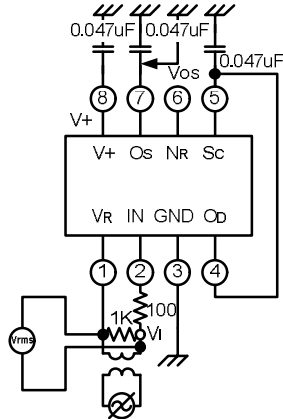 0.047uF 0.047uF
0.047uF
Vos
8 7 6 5
V+
V+ Os NR Sc
VR IN GND OD
1 2 3 4
100
1K
VI
Vrms